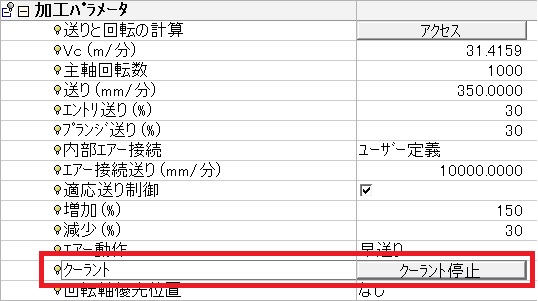 加工ﾊﾟﾗﾒｰﾀ
送りと回転の計算 アクセス
Vc (m/分) 31.4159
主軸回転数 1000
送り (mm/分) 350.0000
ｴﾝﾄﾘ送り (%) 30
ﾌﾟﾗﾝｼﾞ送り (%) 30
内部ｴｱｰ接続 ユーザー定義
ｴｱｰ接続送り (mm/分) 10000.0000
適応送り制御
増加 (%) 150
減少 (%) 30
ｴｱｰ動作 早送り
ｸｰﾗﾝﾄ ｸｰﾗﾝﾄ停止
回転軸優先位置 なし